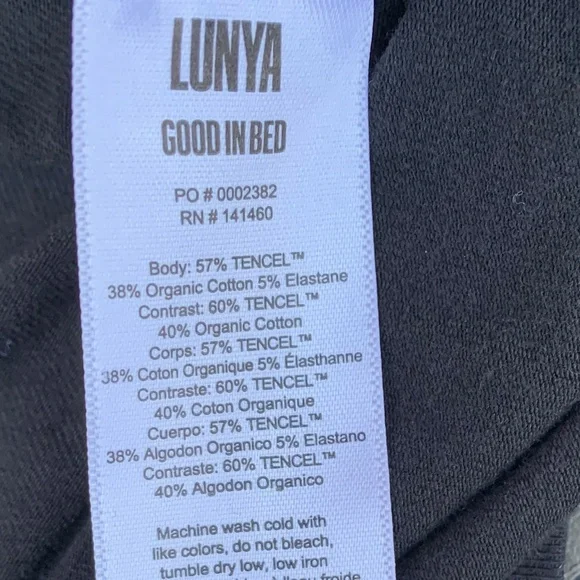 LUNYA
GOOD IN BED
PO # 0002382
RN # 141460
Body: 57% TENCEL™
38% Organic Cotton 5% Elastane
Contrast: 60% TENCEL™
40% Organic Cotton
Corps: 57% TENCEL™
38% Coton Organique 5% Élasthanne
Contraste: 60% TENCEL™
40% Coton Organique
Cuerpo: 57% TENCEL™
38% Algodon Organico 5% Elastano
Contraste: 60% TENCEL™
40% Algodon Organico
Machine wash cold with
like colors, do not bleach,
tumble dry low, low iron
froide